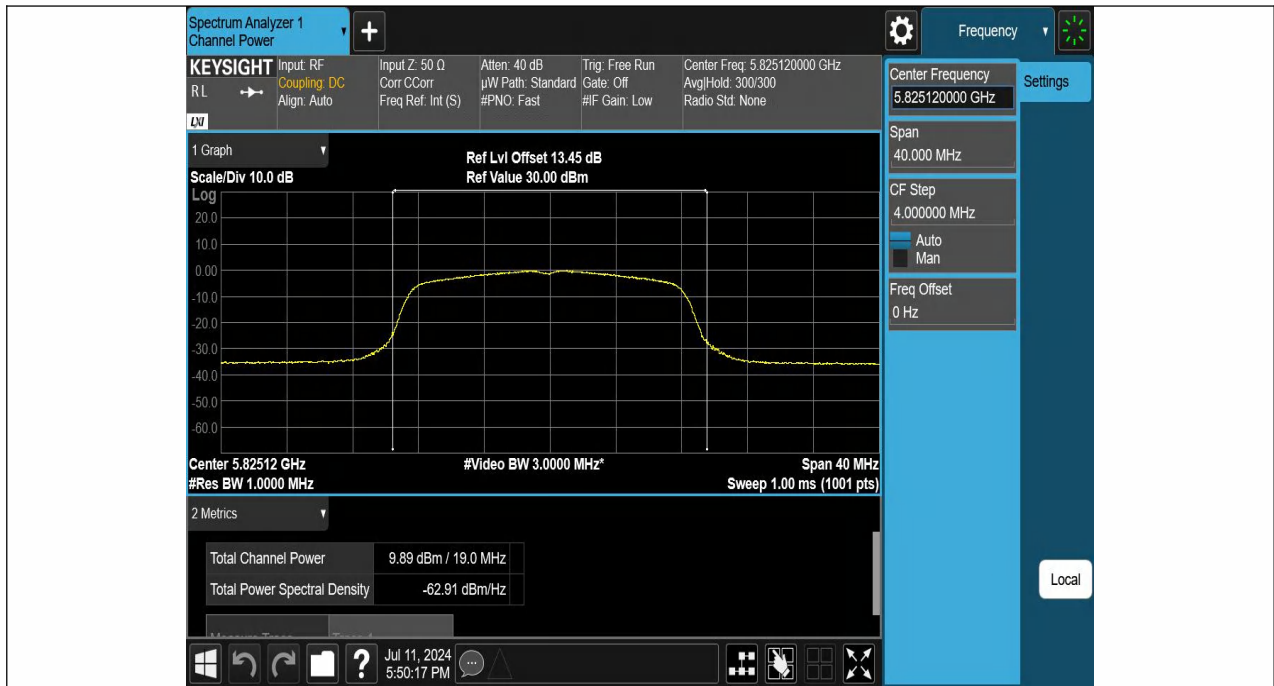 Spectrum Analyzer 1
Channel Power
+
Frequency
KEYSIGHT
RL
LXI
Input: RF
Coupling: DC
Align: Auto
Input Z: 50 Ω
Corr CCorr
Freq Ref: Int (S)
Atten: 40 dB
µW Path: Standard
#PNO: Fast
Trig: Free Run
Gate: Off
#IF Gain: Low
Center Freq: 5.825120000 GHz
Avg|Hold: 300/300
Radio Std: None
Center Frequency
5.825120000 GHz
Settings
Span
40.000 MHz
CF Step
4.000000 MHz
Auto
Man
Freq Offset
0 Hz
1 Graph
Scale/Div 10.0 dB
Ref Lvl Offset 13.45 dB
Ref Value 30.00 dBm
Log
20.0
10.0
0.00
-10.0
-20.0
-30.0
-40.0
-50.0
-60.0
Center 5.82512 GHz
#Video BW 3.0000 MHz*
Span 40 MHz
#Res BW 1.0000 MHz
Sweep 1.00 ms (1001 pts)
2 Metrics
Total Channel Power 9.89 dBm / 19.0 MHz
Total Power Spectral Density -62.91 dBm/Hz
Local
?
Jul 11, 2024
5:50:17 PM